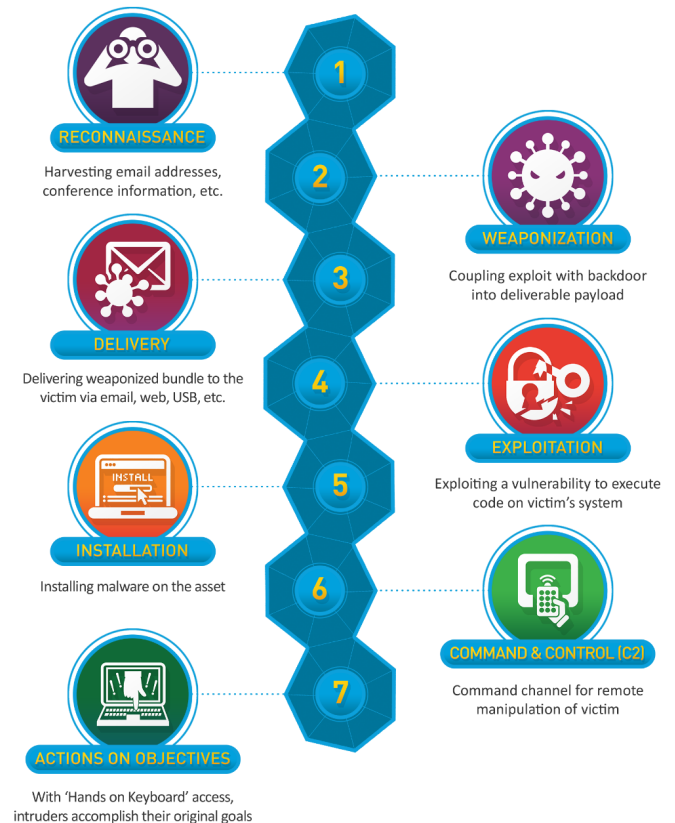 1
RECONNAISSANCE
Harvesting email addresses,
conference information, etc.
2
WEAPONIZATION
Coupling exploit with backdoor
into deliverable payload
3
DELIVERY
Delivering weaponized bundle to the
victim via email, web, USB, etc.
4
EXPLOITATION
Exploiting a vulnerability to execute
code on victim’s system
5
INSTALL
INSTALLATION
Installing malware on the asset
6
COMMAND & CONTROL (C2)
Command channel for remote
manipulation of victim
7
ACTIONS ON OBJECTIVES
With ‘Hands on Keyboard’ access,
intruders accomplish their original goals